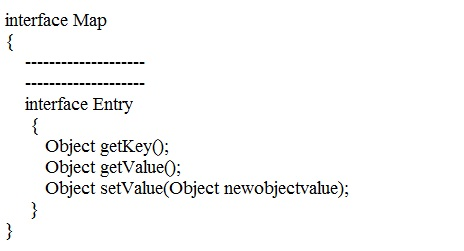 interface Map
{
--------------------
--------------------
interface Entry
{
Object getKey();
Object getValue();
Object setValue(Object newobjectvalue);
}
}